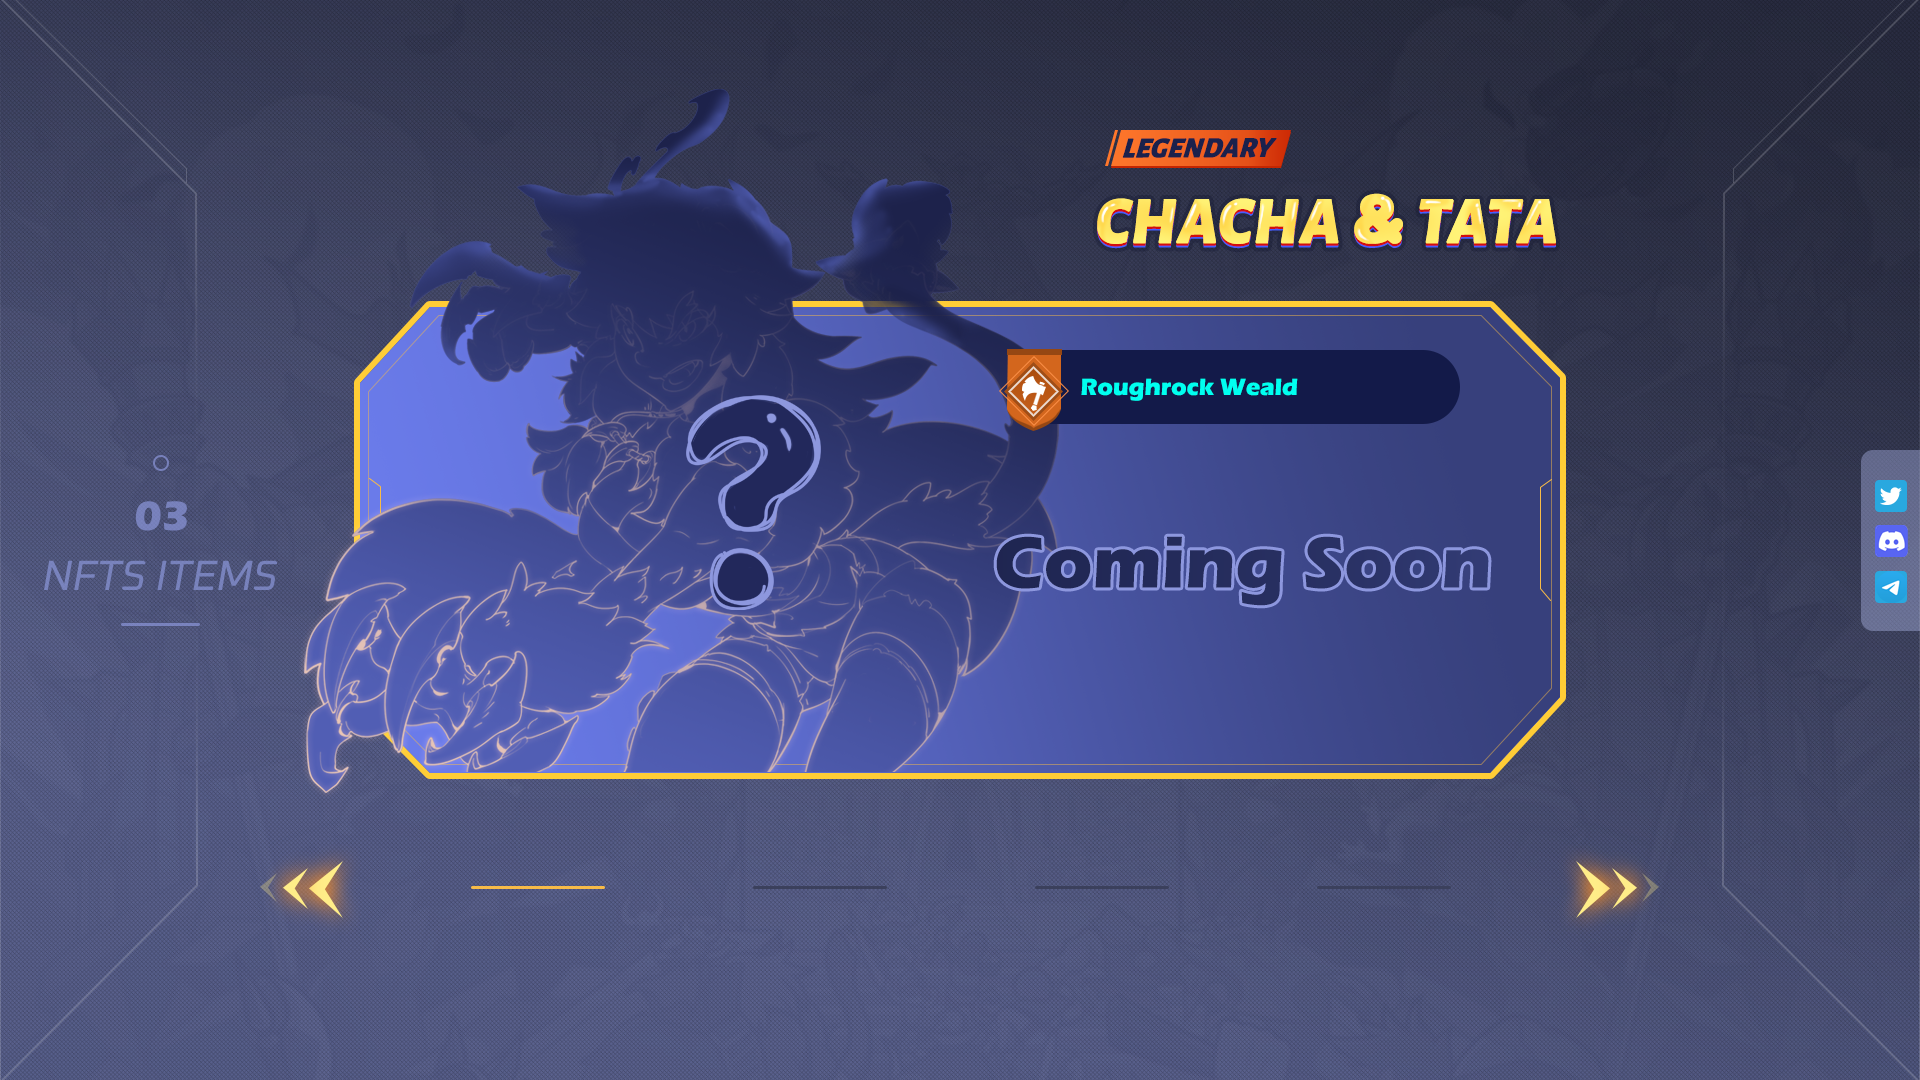 LEGENDARY
CHACHA & TATA
Roughrock Weald
?
Coming Soon
03
NFTS ITEMS